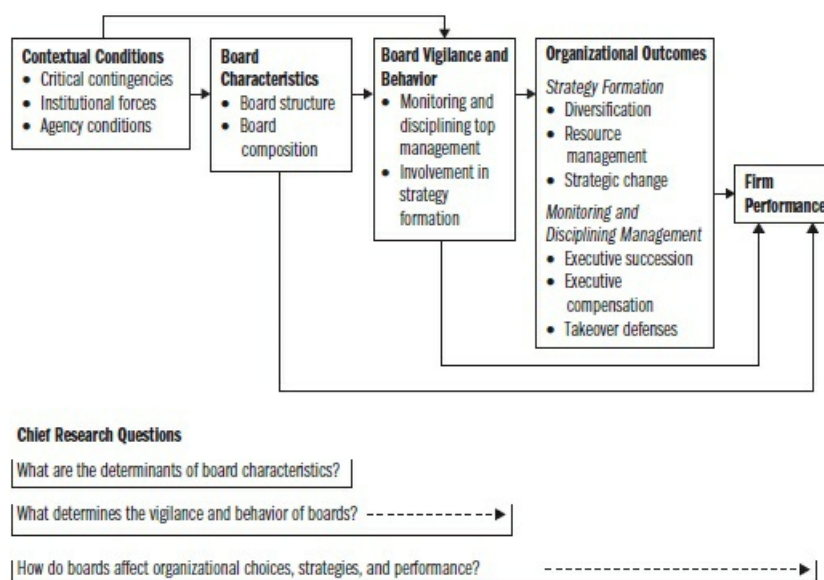 Contextual Conditions
• Critical contingencies
• Institutional forces
• Agency conditions
Board
Characteristics
• Board structure
• Board
composition
Board Vigilance and
Behavior
• Monitoring and
disciplining top
management
• Involvement in
strategy
formation
Organizational Outcomes
Strategy Formation
• Diversification
• Resource
management
• Strategic change
Monitoring and
Disciplining Management
• Executive succession
• Executive
compensation
• Takeover defenses
Firm
Performance
Chief Research Questions
What are the determinants of board characteristics?
What determines the vigilance and behavior of boards?
How do boards affect organizational choices, strategies, and performance?